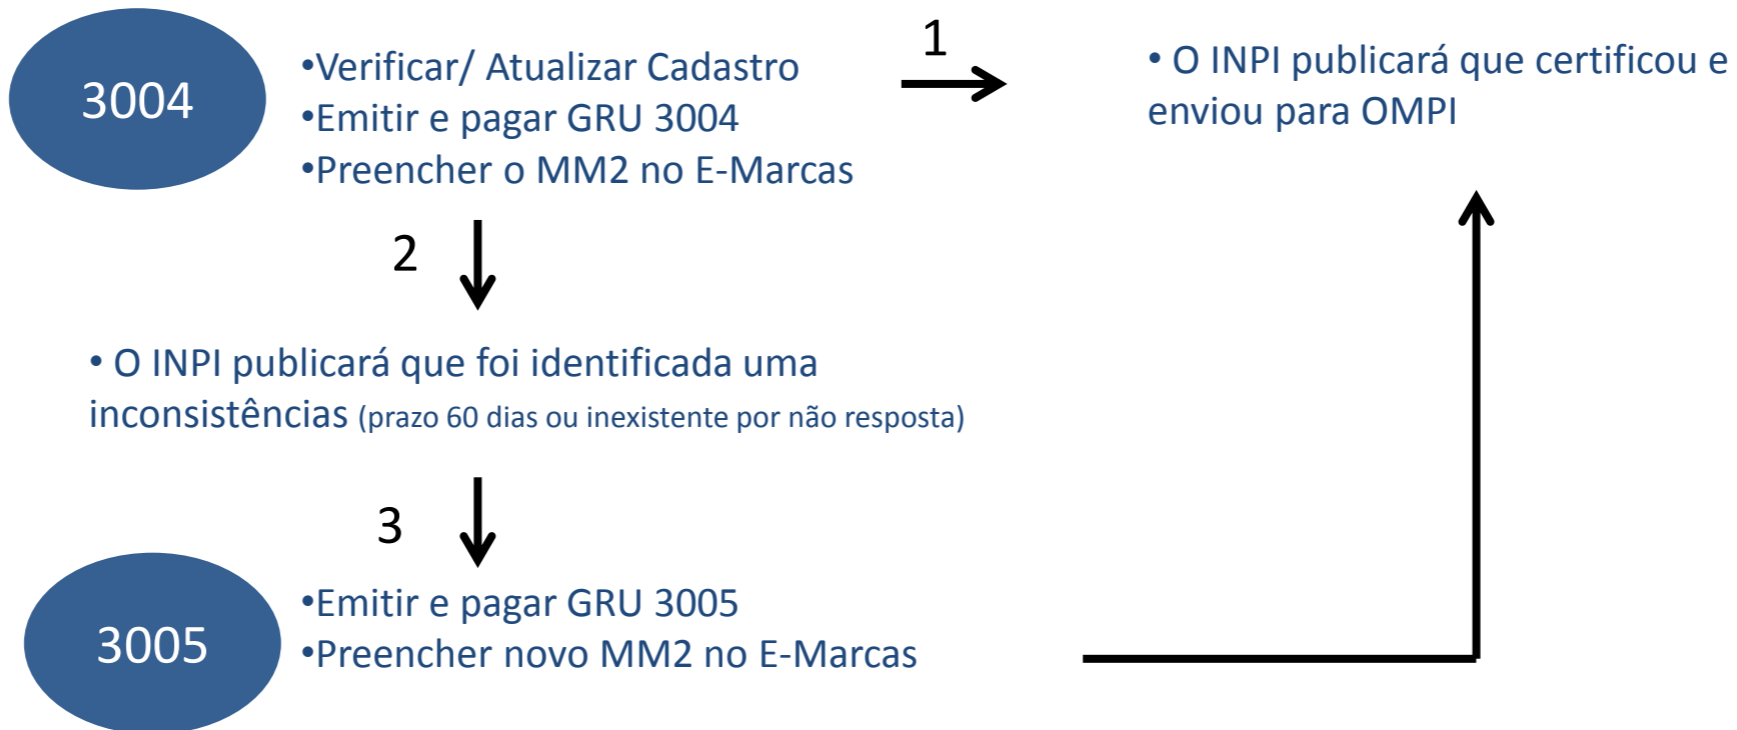 3004
•Verificar/ Atualizar Cadastro
•Emitir e pagar GRU 3004
•Preencher o MM2 no E-Marcas
1
• O INPI publicará que certificou e
enviou para OMPI
2
• O INPI publicará que foi identificada uma
inconsistências (prazo 60 dias ou inexistente por não resposta)
3
3005
•Emitir e pagar GRU 3005
•Preencher novo MM2 no E-Marcas